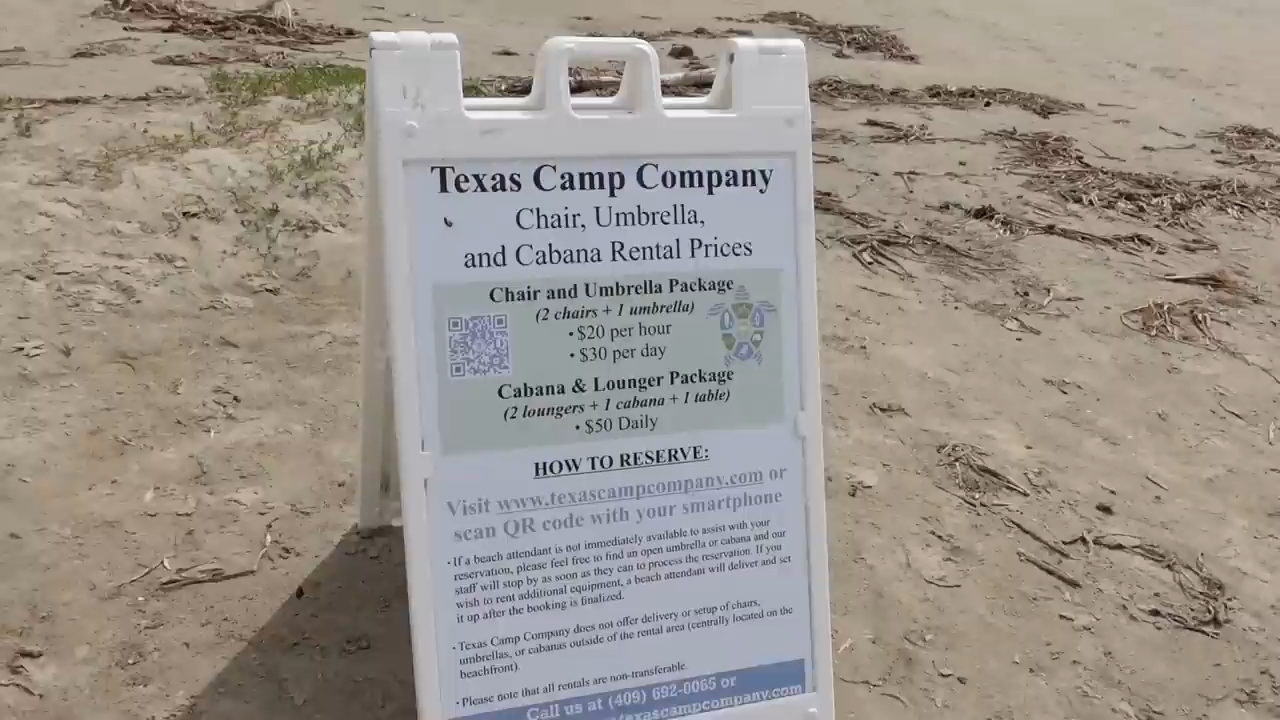 Texas Camp Company
Chair, Umbrella,
and Cabana Rental Prices
Chair and Umbrella Package
(2 chairs + 1 umbrella)
• $20 per hour
• $30 per day
Cabana & Lounger Package
(2 loungers + 1 cabana + 1 table)
• $50 Daily
HOW TO RESERVE:
Visit www.texascampcompany.com or
scan QR code with your smartphone
• If a beach attendant is not immediately available to assist with your
reservation, please feel free to find an open umbrella or cabana and our
staff will stop by as soon as they can to process the reservation. If you
wish to rent additional equipment, a beach attendant will deliver and set
it up after the booking is finalized.
• Texas Camp Company does not offer delivery or setup of chairs,
umbrellas, or cabanas outside of the rental area (centrally located on the
beachfront).
• Please note that all rentals are non-transferable.
Call us at (409) 692-0065 or
texascampcompany.com